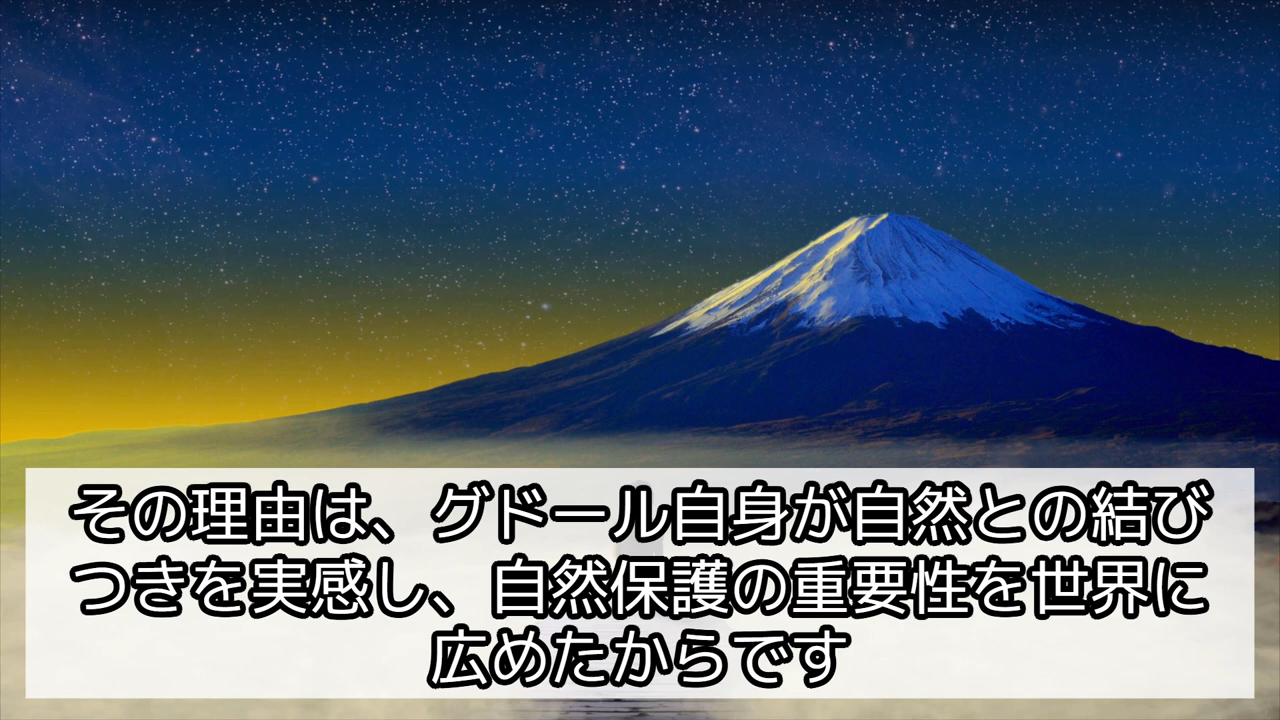 その理由は、グドール自身が自然との結び
つきを実感し、自然保護の重要性を世界に
広めたからです